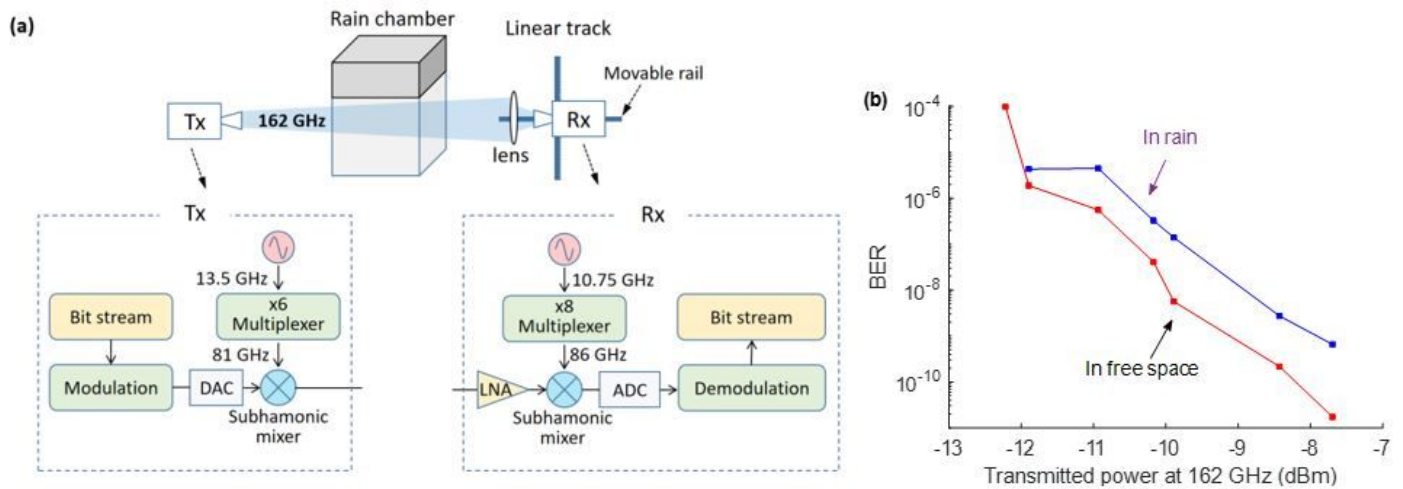 (a)
Rain chamber
Linear track
Movable rail
Tx
162 GHz
lens
Rx
Tx
13.5 GHz
Bit stream
x6
Multiplexer
81 GHz
Modulation
DAC
Subhamonic
mixer
Rx
10.75 GHz
x8
Multiplexer
Bit stream
86 GHz
LNA
ADC
Demodulation
Subhamonic
mixer
(b)
10-4
10-6
10-8
10-10
BER
In rain
In free space
-13
-12
-11
-10
-9
-8
-7
Transmitted power at 162 GHz (dBm)